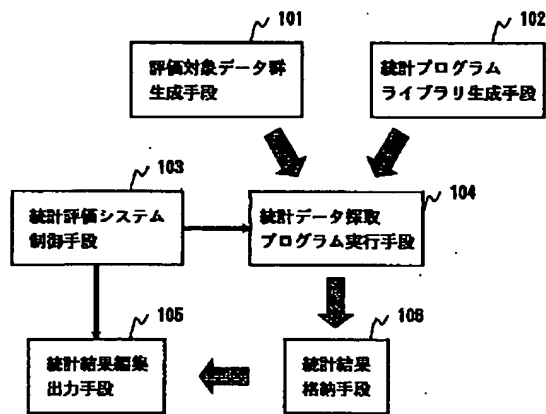 101
評価対象データ群
生成手段
102
統計プログラム
ライブラリ生成手段
103
統計評価システム
制御手段
104
統計データ採取
プログラム実行手段
105
統計結果編集
出力手段
106
統計結果
格納手段